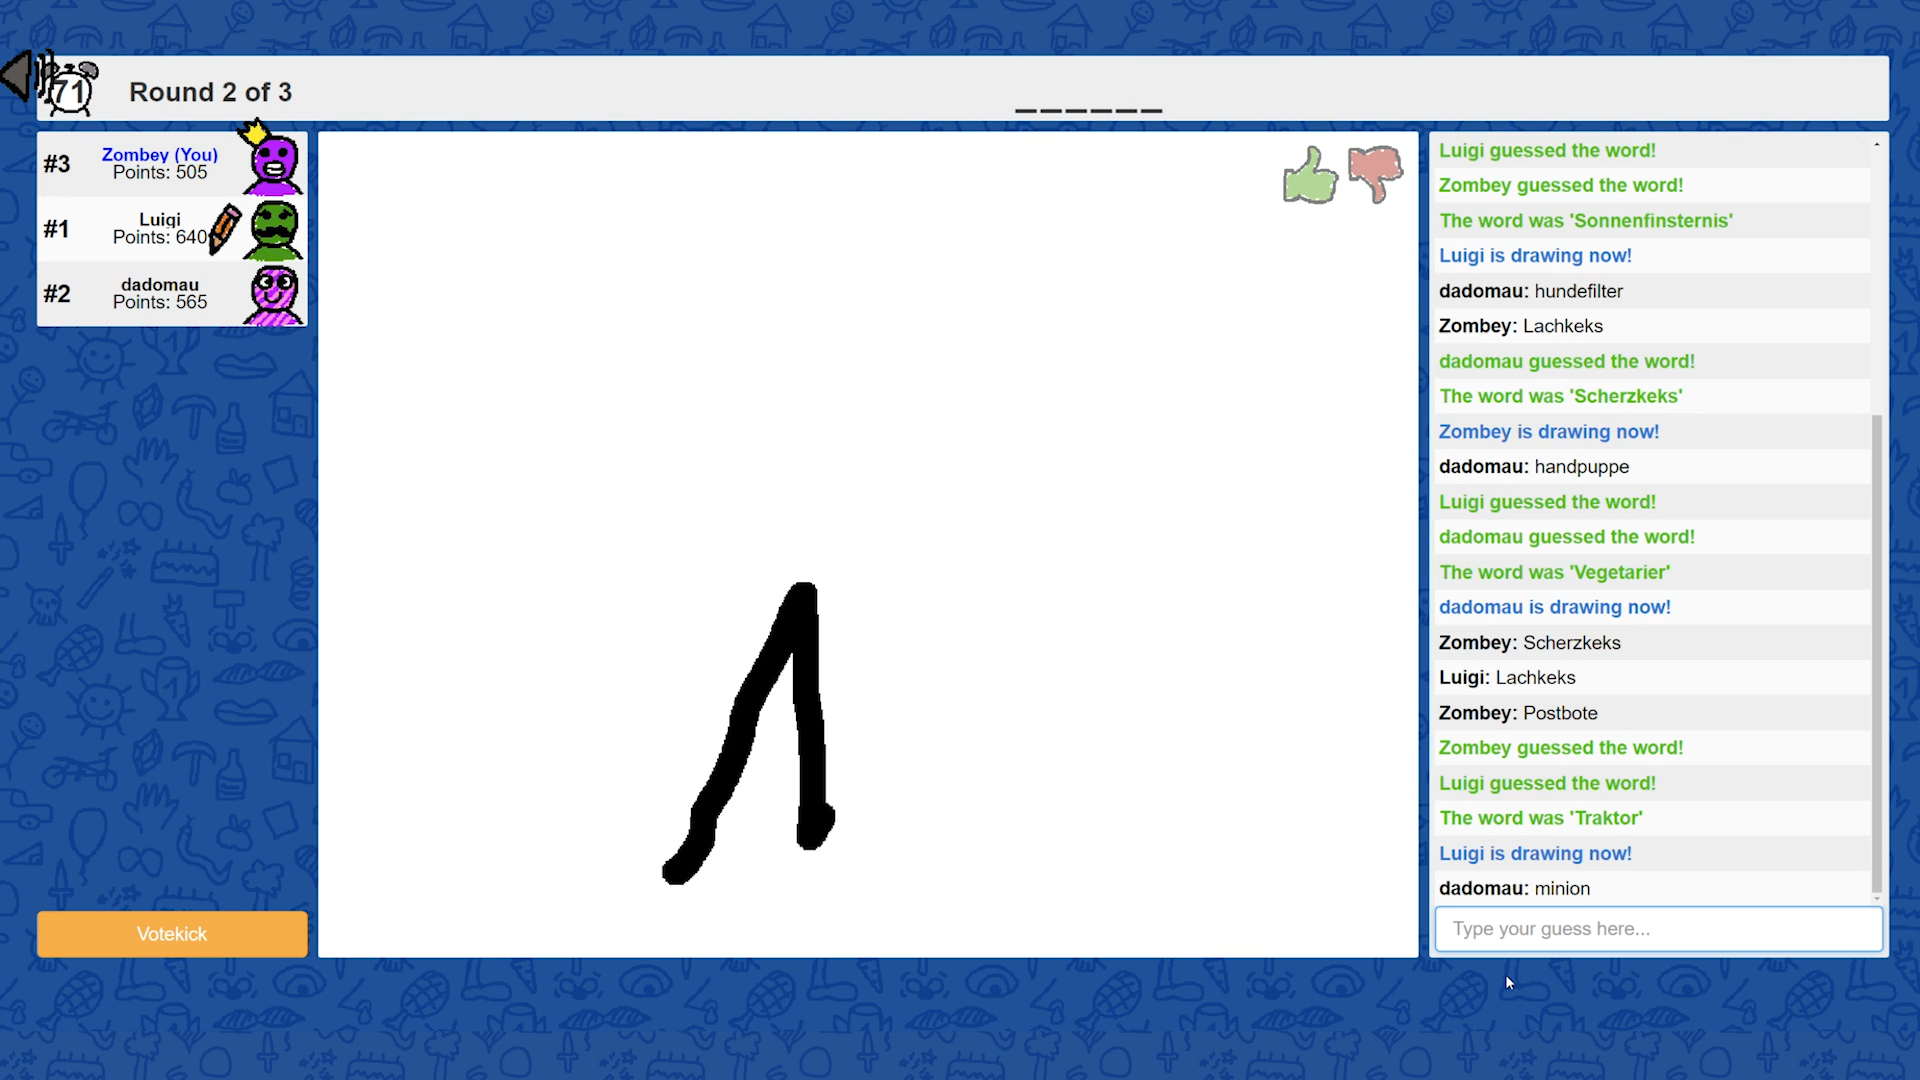 71
Round 2 of 3
______
#3
Zombey (You)
Points: 505
#1
Luigi
Points: 640
#2
dadomau
Points: 565
Votekick
Luigi guessed the word!
Zombey guessed the word!
The word was 'Sonnenfinsternis'
Luigi is drawing now!
dadomau: hundefilter
Zombey: Lachkeks
dadomau guessed the word!
The word was 'Scherzkeks'
Zombey is drawing now!
dadomau: handpuppe
Luigi guessed the word!
dadomau guessed the word!
The word was 'Vegetarier'
dadomau is drawing now!
Zombey: Scherzkeks
Luigi: Lachkeks
Zombey: Postbote
Zombey guessed the word!
Luigi guessed the word!
The word was 'Traktor'
Luigi is drawing now!
dadomau: minion
Type your guess here...